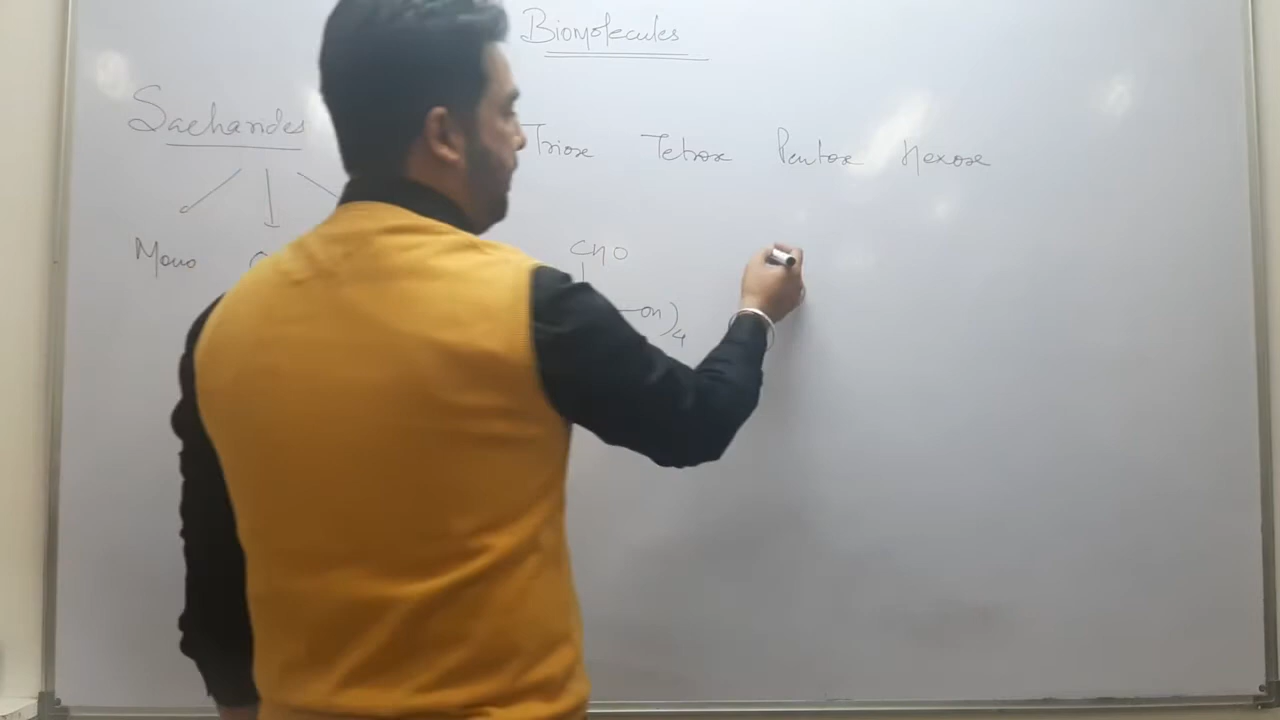 Biomolecules
Saccharides
Triose Tetrose Pentose Hexose
Mono
CHO
—OH)4